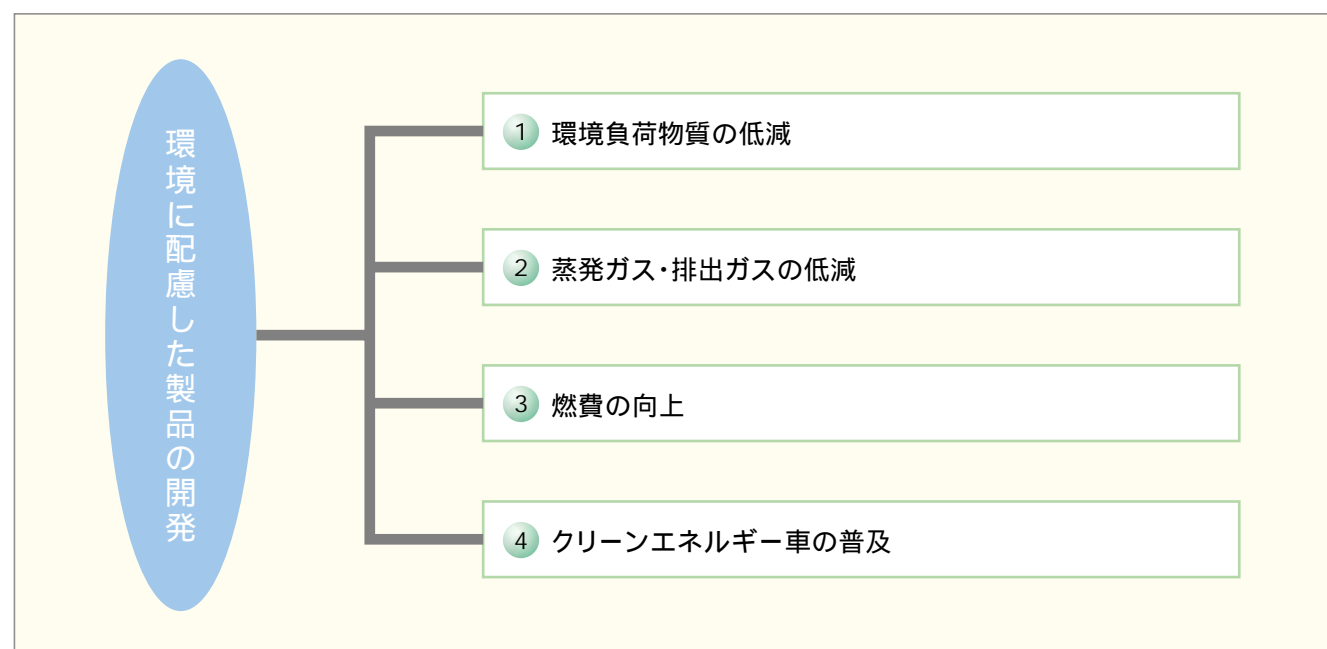 環境に配慮した製品の開発
1 環境負荷物質の低減
2 蒸発ガス・排出ガスの低減
3 燃費の向上
4 クリーンエネルギー車の普及